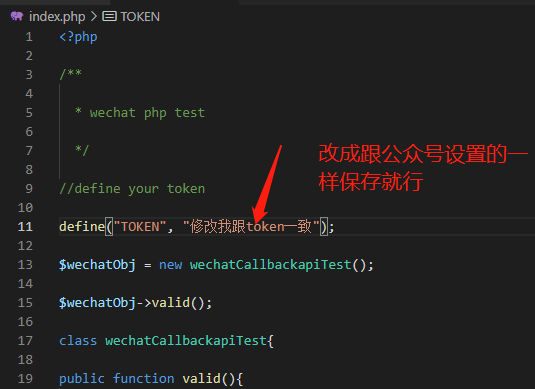 index.php > TOKEN
1 <?php
2
3 /**
4
5 * wechat php test
6
7 */
8
9 //define your token
10
11 define("TOKEN", "修改我跟token一致");
12
13 $wechatObj = new wechatCallbackapiTest();
14
15 $wechatObj->valid();
16
17 class wechatCallbackapiTest{
18
19 public function valid(){
改成跟公众号设置的一
样保存就行